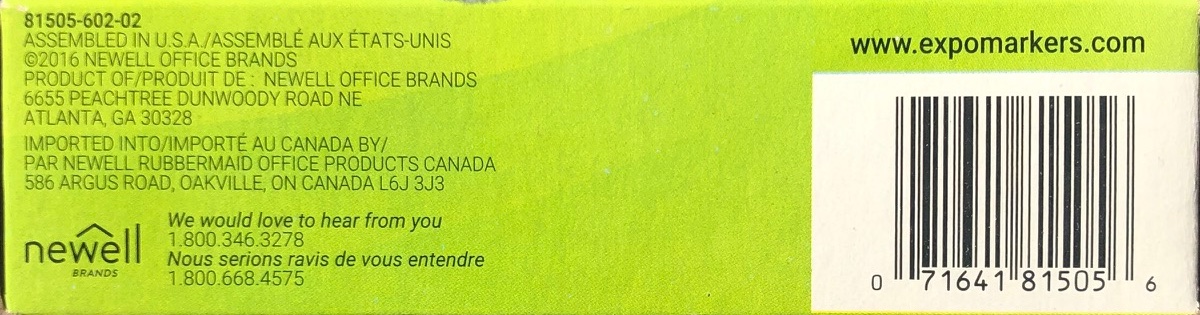 81505-602-02
ASSEMBLED IN U.S.A./ASSEMBLÉ AUX ÉTATS-UNIS
©2016 NEWELL OFFICE BRANDS
PRODUCT OF/PRODUIT DE : NEWELL OFFICE BRANDS
6655 PEACHTREE DUNWOODY ROAD NE
ATLANTA, GA 30328
IMPORTED INTO/IMPORTÉ AU CANADA BY/
PAR NEWELL RUBBERMAID OFFICE PRODUCTS CANADA
586 ARGUS ROAD, OAKVILLE, ON CANADA L6J 3J3
newell
BRANDS
We would love to hear from you
1.800.346.3278
Nous serions ravis de vous entendre
1.800.668.4575
www.expomarkers.com
0 71641 81505 6